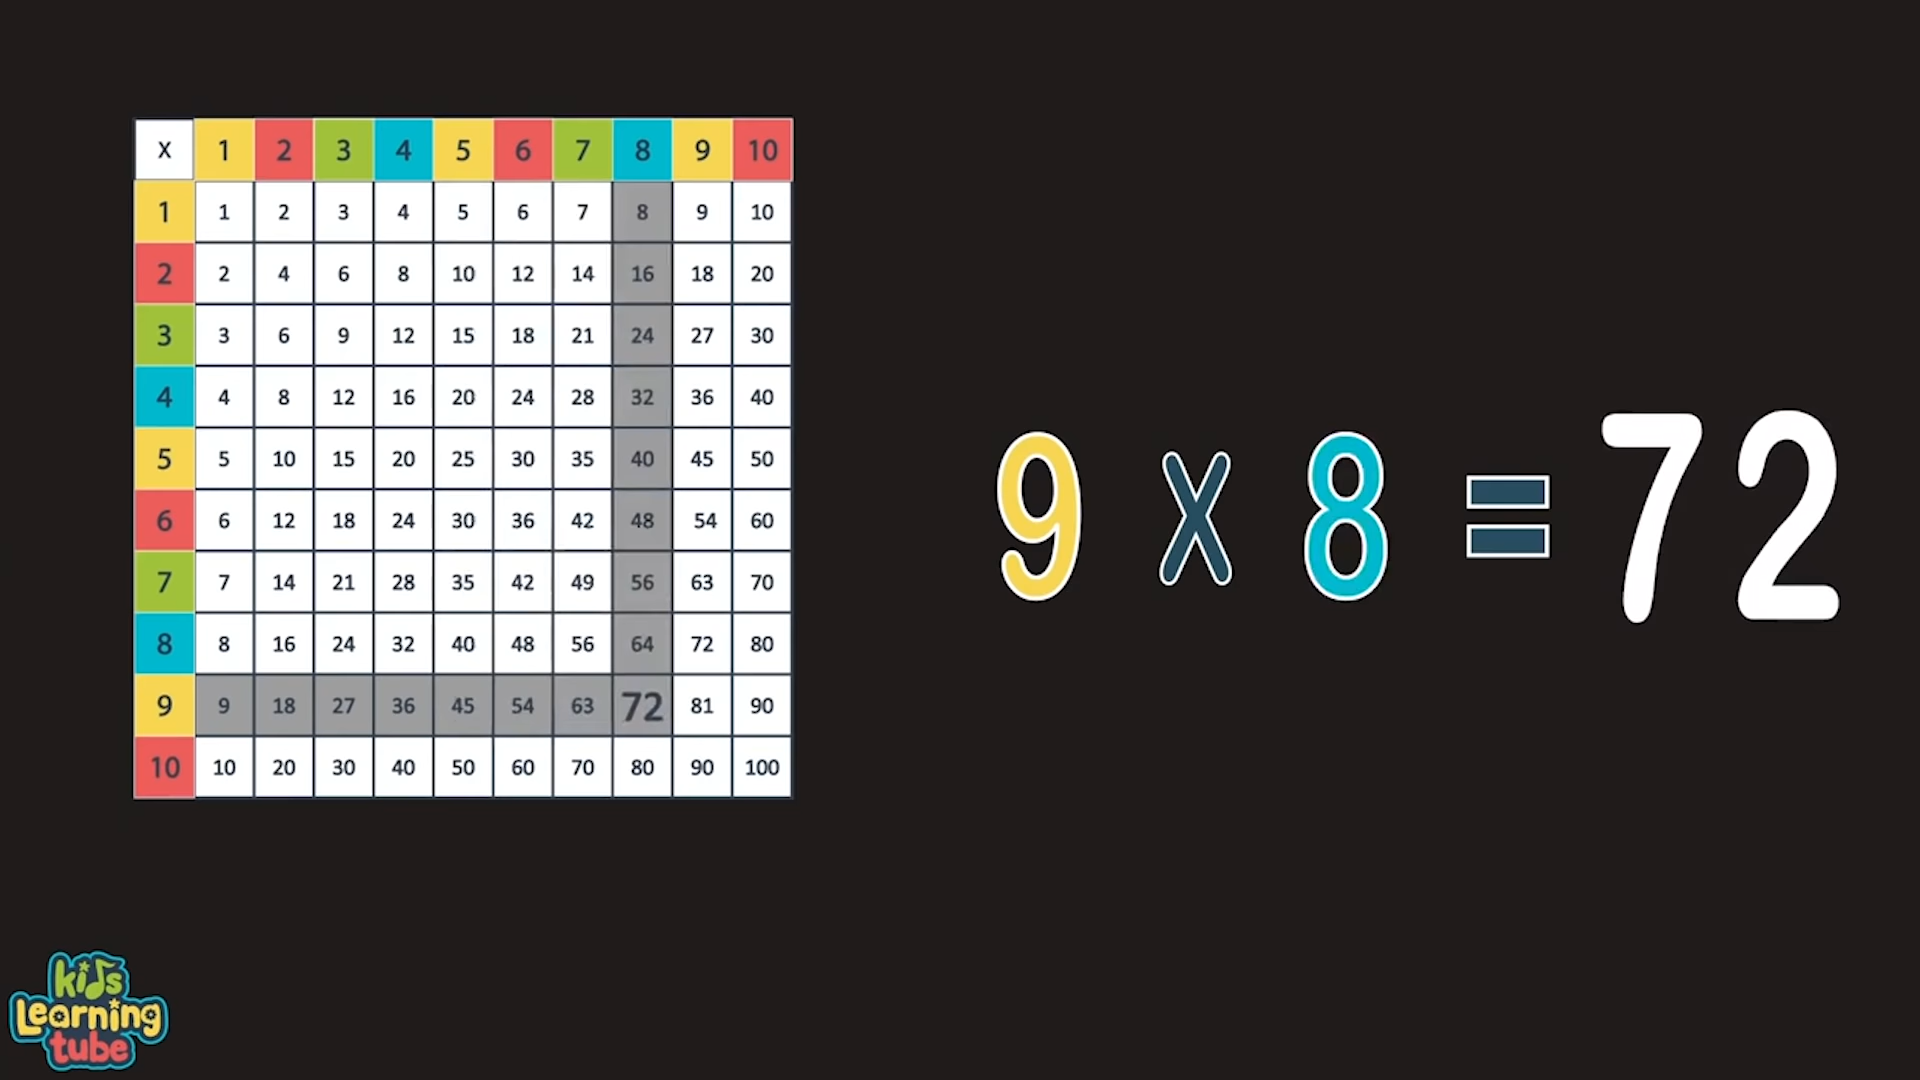 X 1 2 3 4 5 6 7 8 9 10
1 1 2 3 4 5 6 7 8 9 10
2 2 4 6 8 10 12 14 16 18 20
3 3 6 9 12 15 18 21 24 27 30
4 4 8 12 16 20 24 28 32 36 40
5 5 10 15 20 25 30 35 40 45 50
6 6 12 18 24 30 36 42 48 54 60
7 7 14 21 28 35 42 49 56 63 70
8 8 16 24 32 40 48 56 64 72 80
9 9 18 27 36 45 54 63 72 81 90
10 10 20 30 40 50 60 70 80 90 100
9 x 8 = 72
kids
Learning
tube